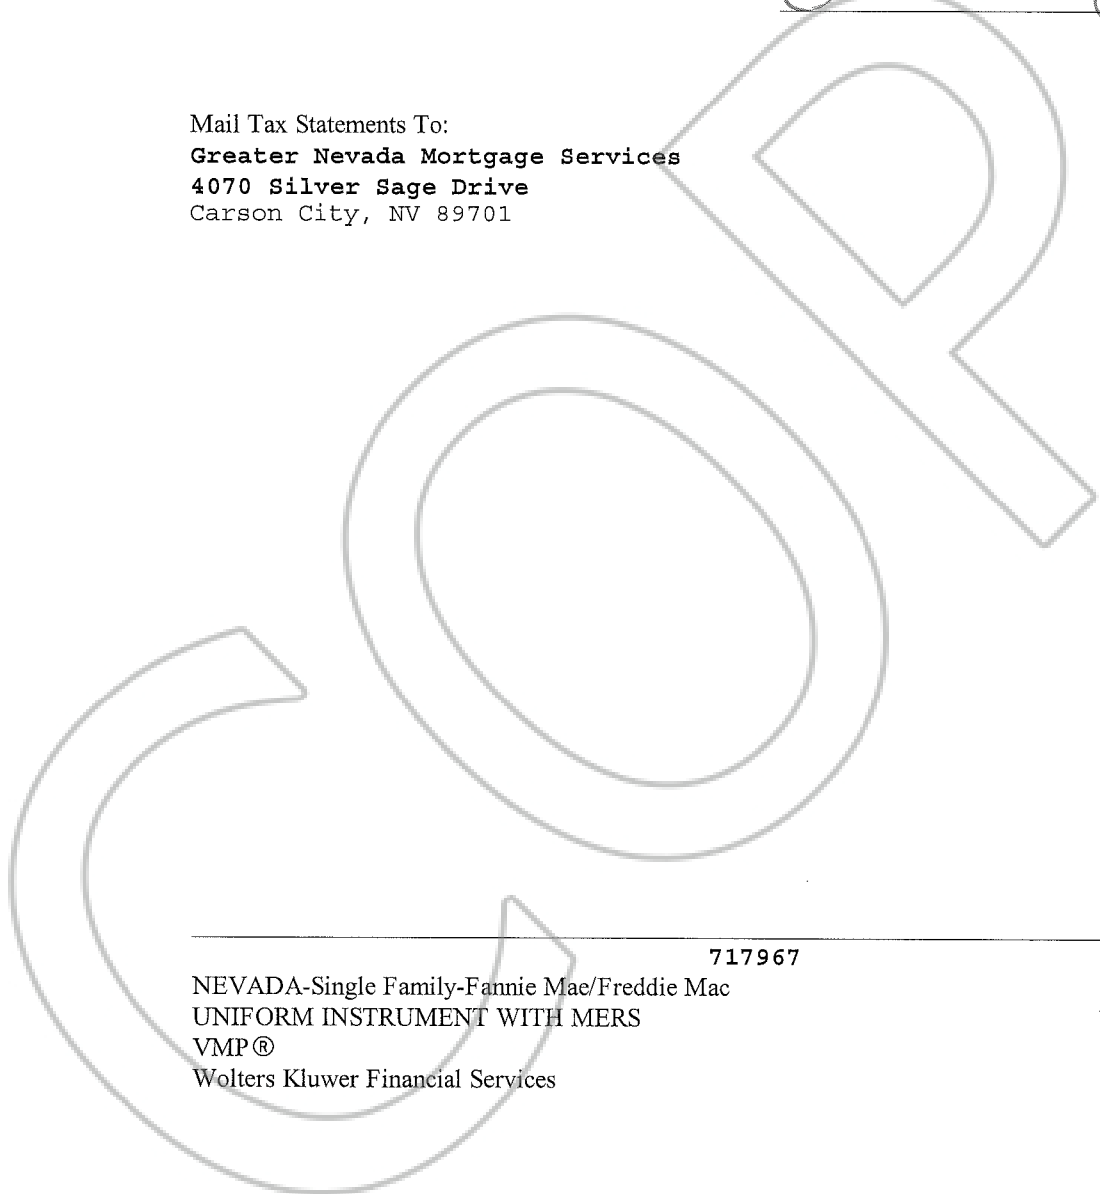 Mail Tax Statements To:
Greater Nevada Mortgage Services
4070 Silver Sage Drive
Carson City, NV 89701
COP
717967
NEVADA-Single Family-Fannie Mae/Freddie Mac
UNIFORM INSTRUMENT WITH MERS
VMP®
Wolters Kluwer Financial Services